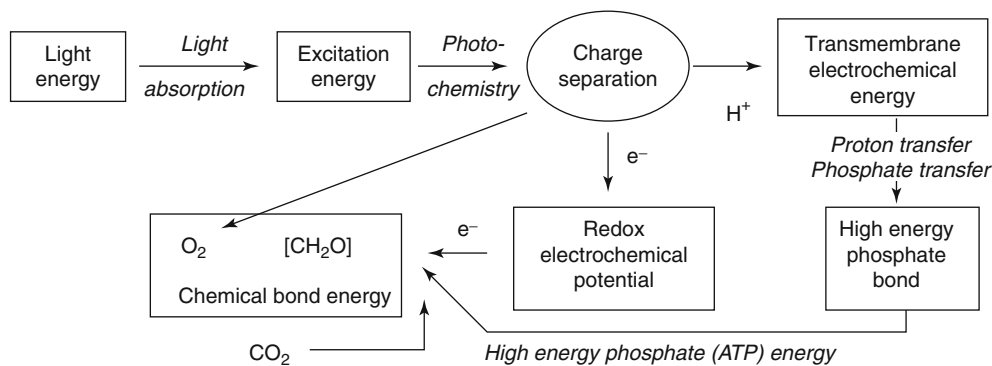 Light
energy
Light
absorption
Excitation
energy
Photo-
chemistry
Charge
separation
H⁺
Transmembrane
electrochemical
energy
Proton transfer
Phosphate transfer
e⁻
O₂ [CH₂O]
Chemical bond energy
e⁻
Redox
electrochemical
potential
High energy
phosphate
bond
CO₂
High energy phosphate (ATP) energy